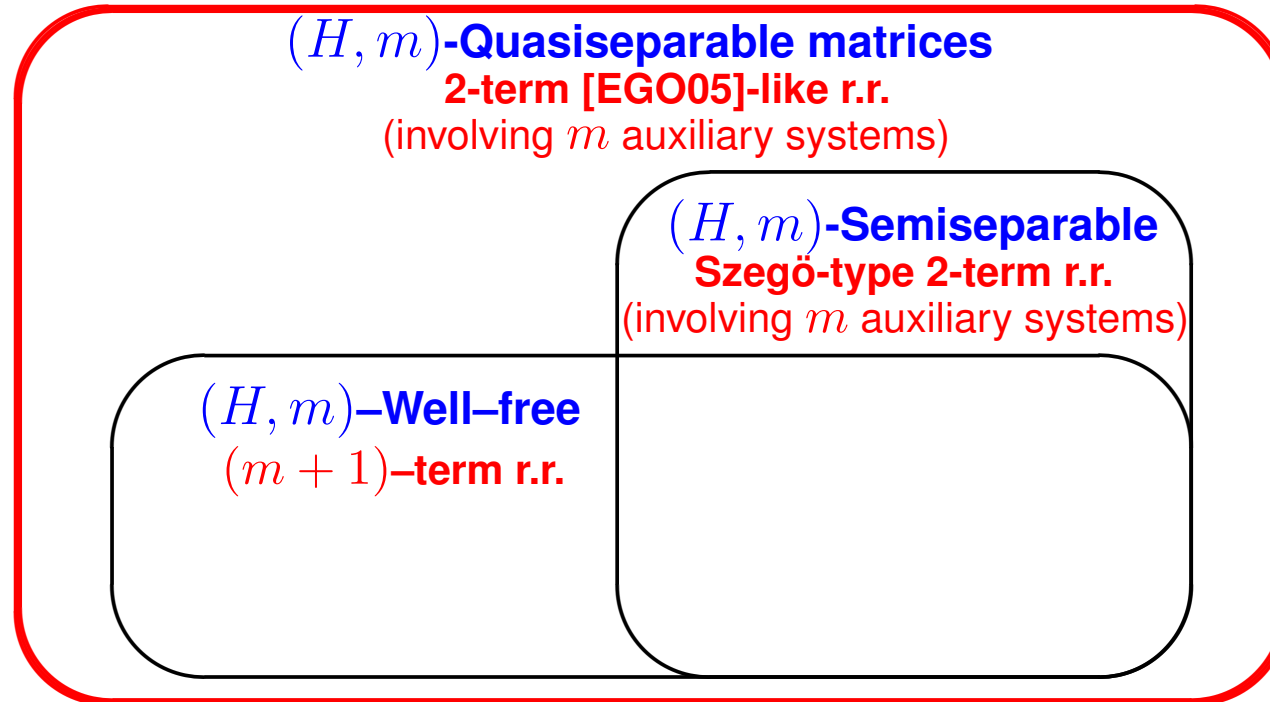 (H, m)-Quasiseparable matrices
2-term [EGO05]-like r.r.
(involving m auxiliary systems)
(H, m)-Semiseparable
Szegö-type 2-term r.r.
(involving m auxiliary systems)
(H, m)–Well–free
(m + 1)–term r.r.